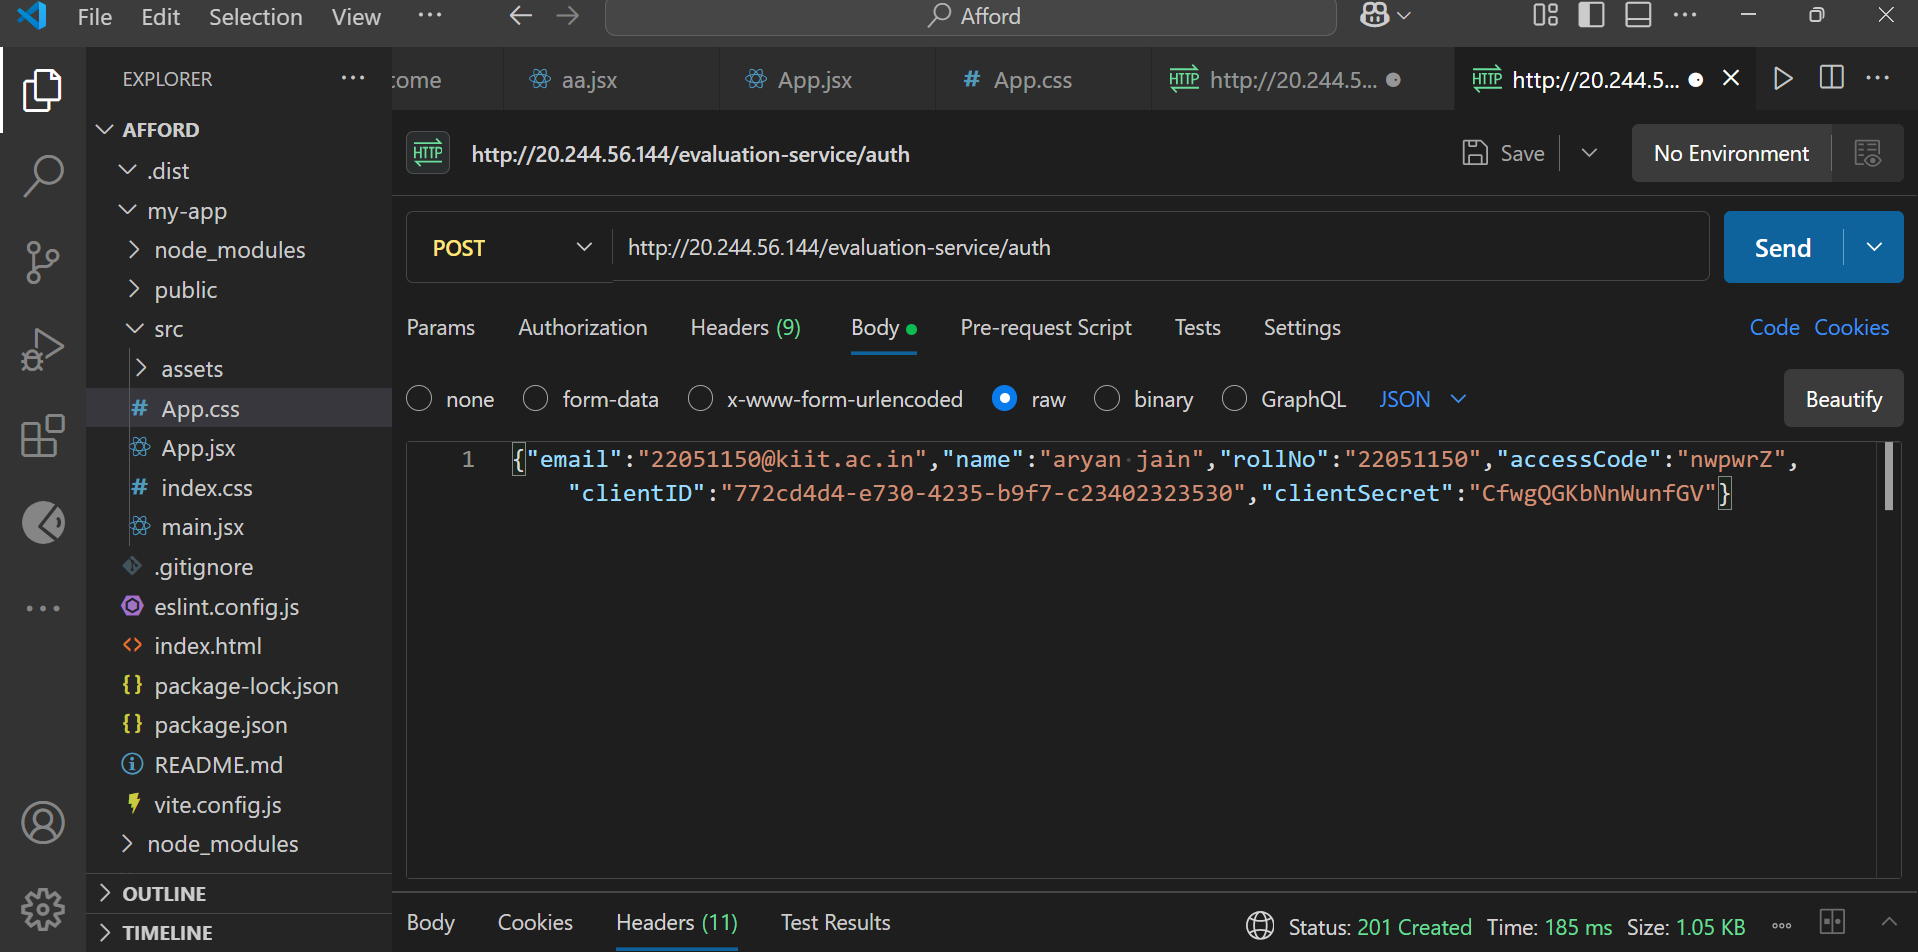 File Edit Selection View ··· Afford
EXPLORER ···
come aa.jsx App.jsx # App.css HTTP http://20.244.5... HTTP http://20.244.5... ···
AFFORD
.dist
my-app
node_modules
public
src
assets
# App.css
App.jsx
# index.css
main.jsx
.gitignore
eslint.config.js
<> index.html
{} package-lock.json
{} package.json
README.md
vite.config.js
node_modules
OUTLINE
TIMELINE
HTTP http://20.244.56.144/evaluation-service/auth Save No Environment
POST http://20.244.56.144/evaluation-service/auth Send
Params Authorization Headers (9) Body Pre-request Script Tests Settings Code Cookies
none form-data x-www-form-urlencoded raw binary GraphQL JSON Beautify
1 {"email":"22051150@kiit.ac.in","name":"aryan jain","rollNo":"22051150","accessCode":"nwpwrZ",
"clientID":"772cd4d4-e730-4235-b9f7-c23402323530","clientSecret":"CfwgQGKbNnWunfGV"}
Body Cookies Headers (11) Test Results Status: 201 Created Time: 185 ms Size: 1.05 KB